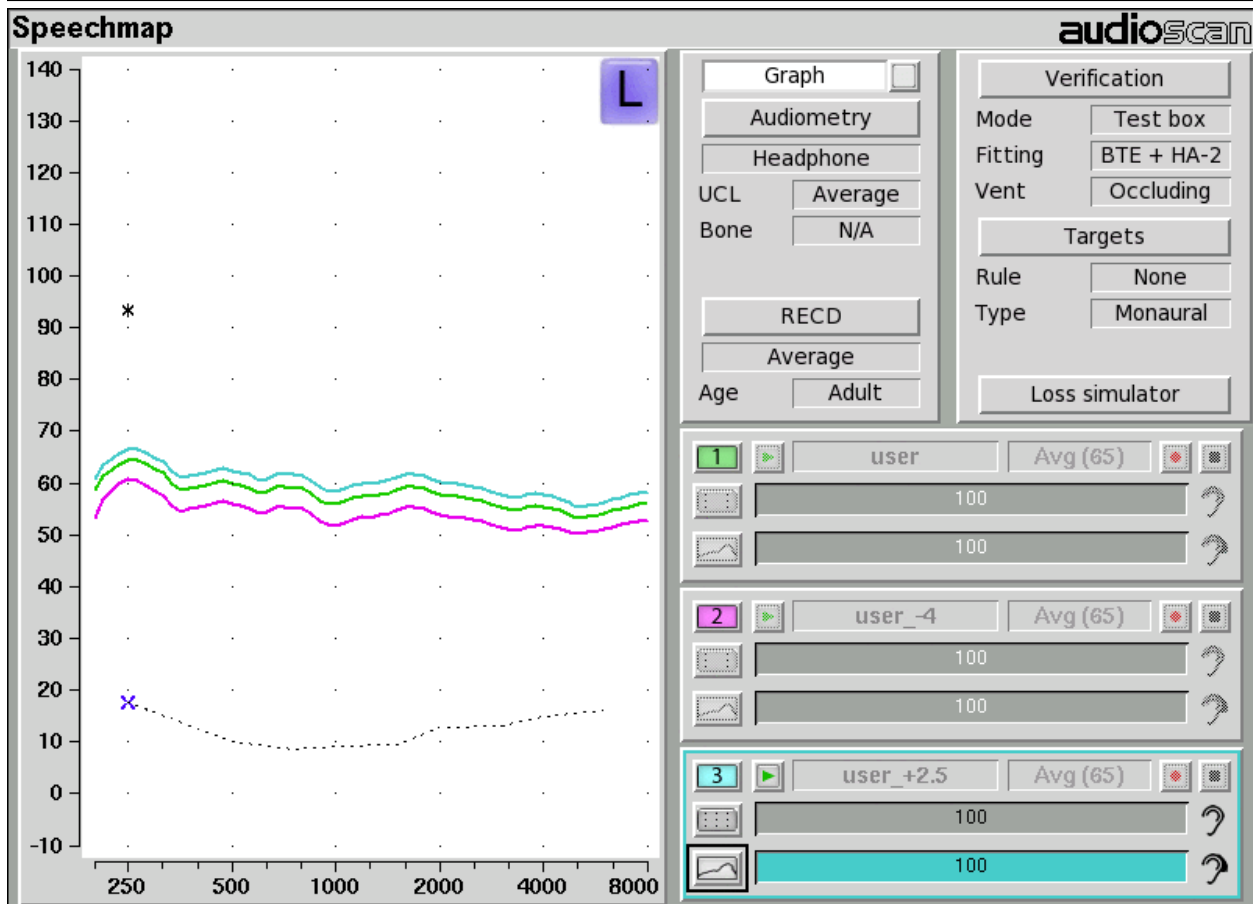 Speechmap
audioscan
140
130
120
110
100
90
80
70
60
50
40
30
20
10
0
-10
250 500 1000 2000 4000 8000
L
Graph
Audiometry
Headphone
UCL Average
Bone N/A
RECD
Average
Age Adult
Verification
Mode Test box
Fitting BTE + HA-2
Vent Occluding
Targets
Rule None
Type Monaural
Loss simulator
1 user Avg (65)
100
100
2 user_-4 Avg (65)
100
100
3 user_+2.5 Avg (65)
100
100